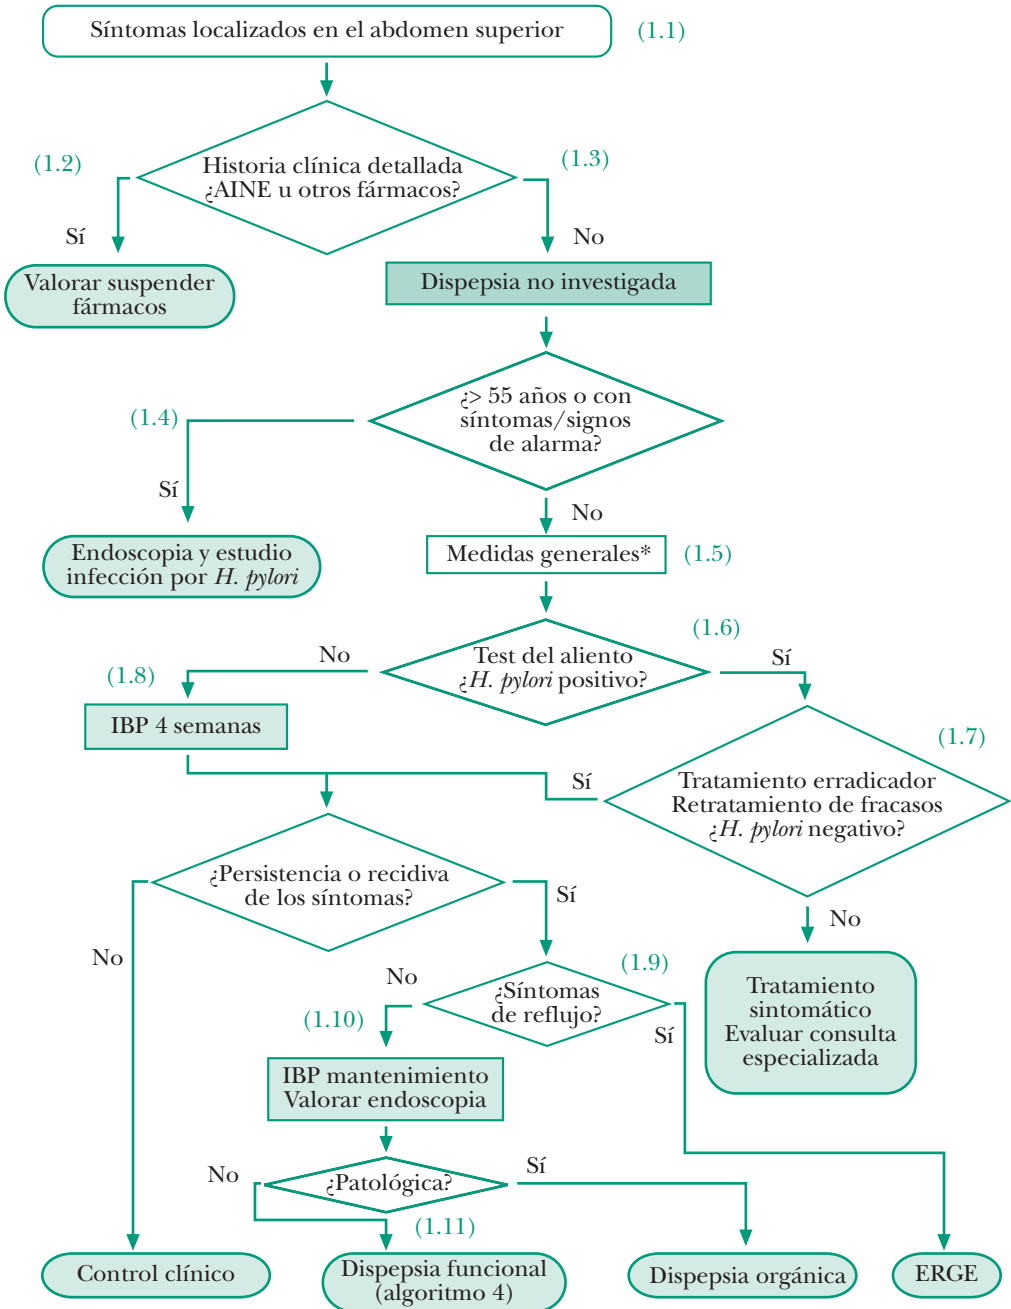 Síntomas localizados en el abdomen superior
(1.1)
(1.2)
Historia clínica detallada
¿AINE u otros fármacos?
(1.3)
Sí
No
Valorar suspender
fármacos
Dispepsia no investigada
¿> 55 años o con
síntomas/signos
de alarma?
(1.4)
Sí
No
Endoscopia y estudio
infección por H. pylori
Medidas generales*
(1.5)
(1.6)
No
Test del aliento
¿H. pylori positivo?
Sí
(1.8)
IBP 4 semanas
(1.7)
Sí
Tratamiento erradicador
Retratamiento de fracasos
¿H. pylori negativo?
¿Persistencia o recidiva
de los síntomas?
Sí
No
No
(1.9)
No
¿Síntomas
de reflujo?
Sí
Tratamiento
sintomático
Evaluar consulta
especializada
(1.10)
IBP mantenimiento
Valorar endoscopia
No
¿Patológica?
Sí
(1.11)
Control clínico
Dispepsia funcional
(algoritmo 4)
Dispepsia orgánica
ERGE